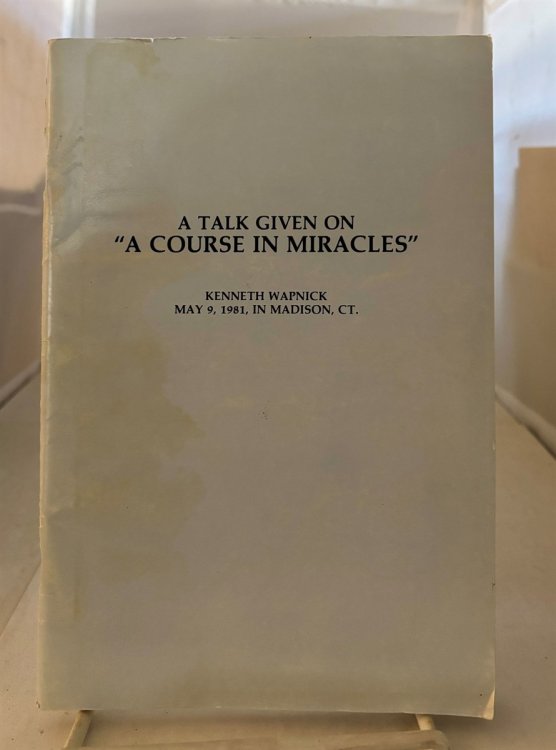 A TALK GIVEN ON
“A COURSE IN MIRACLES”
KENNETH WAPNICK
MAY 9, 1981, IN MADISON, CT.